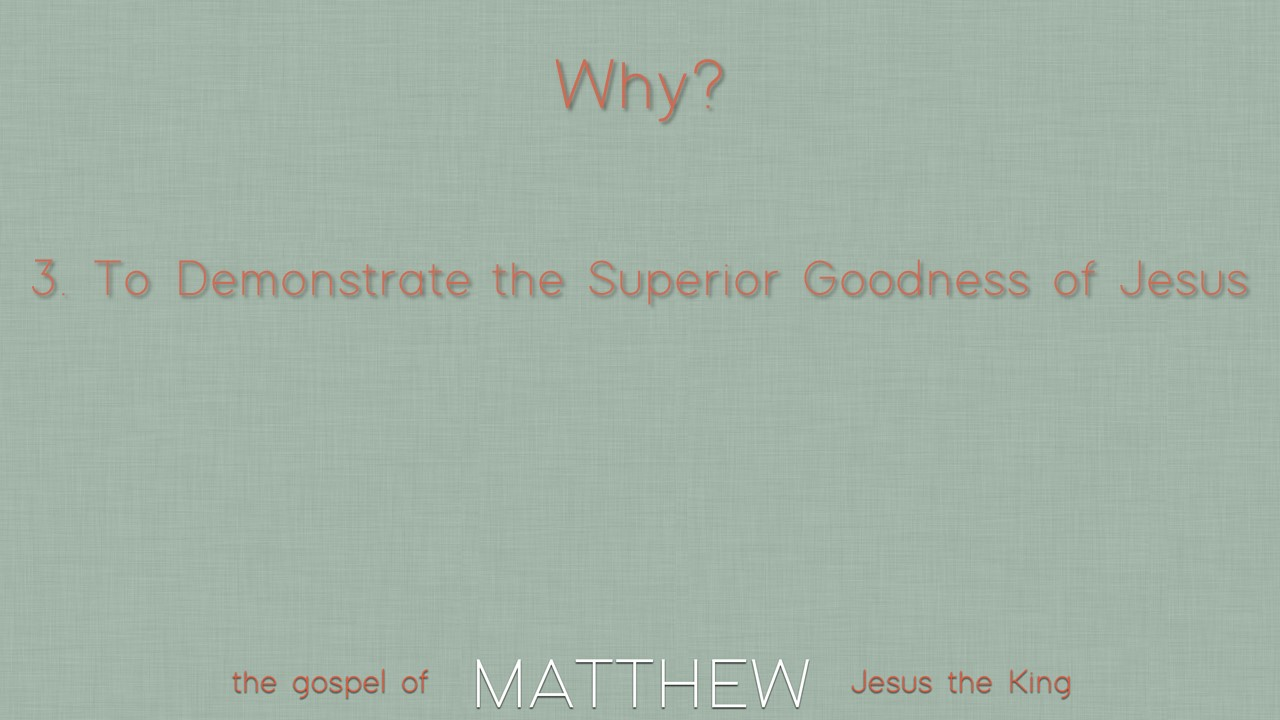 Why?
3. To Demonstrate the Superior Goodness of Jesus
the gospel of MATTHEW Jesus the King